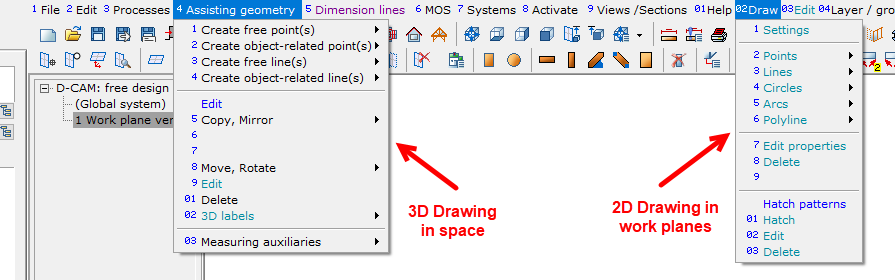 1 File 2 Edit 3 Processes 4 Assisting geometry 5 Dimension lines 6 MOS 7 Systems 8 Activate 9 Views /Sections 01 Help 02 Draw 03 Edit 04 Layer / gro
1 Create free point(s)
2 Create object-related point(s)
3 Create free line(s)
4 Create object-related line(s)
Edit
5 Copy, Mirror
6
7
8 Move, Rotate
9 Edit
01 Delete
02 3D labels
03 Measuring auxiliaries
D-CAM: free design
(Global system)
1 Work plane ver
3D Drawing
in space
2D Drawing in
work planes
1 Settings
2 Points
3 Lines
4 Circles
5 Arcs
6 Polyline
7 Edit properties
8 Delete
9
Hatch patterns
01 Hatch
02 Edit
03 Delete
2